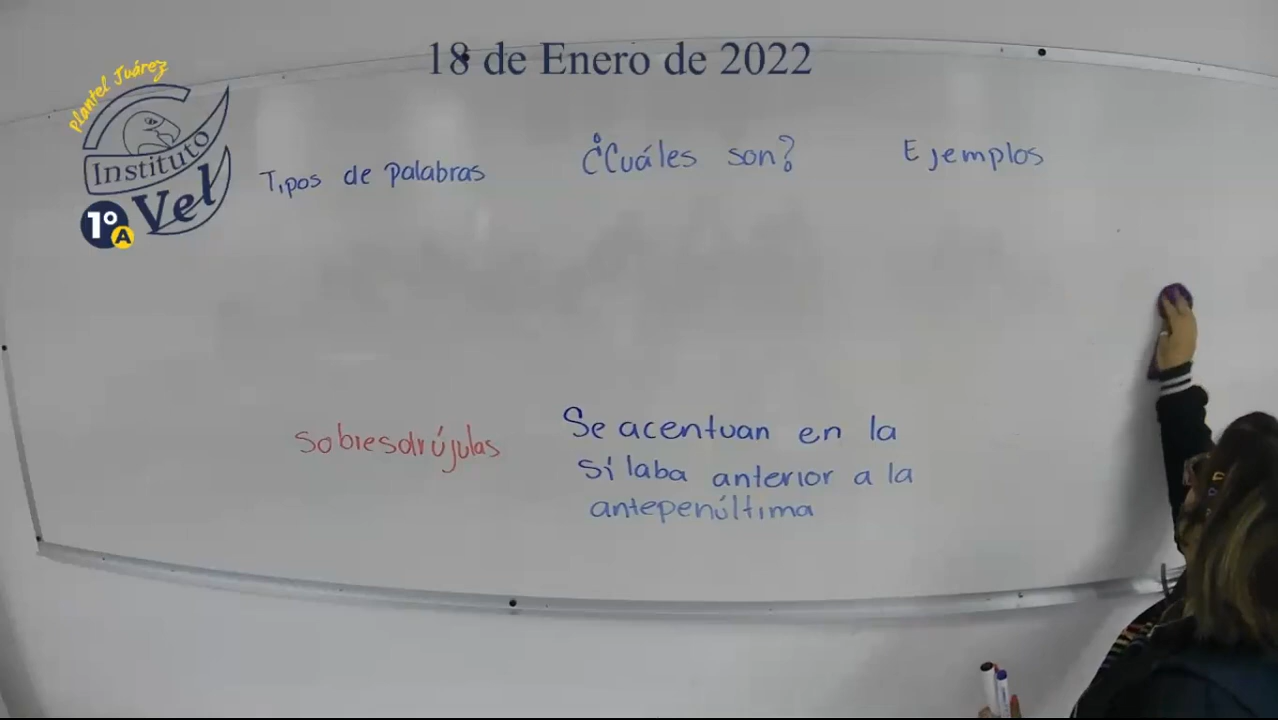 18 de Enero de 2022
Plantel Juárez
Instituto
Vel
1º
A
Tipos de palabras
¿Cuáles son?
Ejemplos
Sobresdrújulas
Se acentuan en la
sílaba anterior a la
antepenúltima